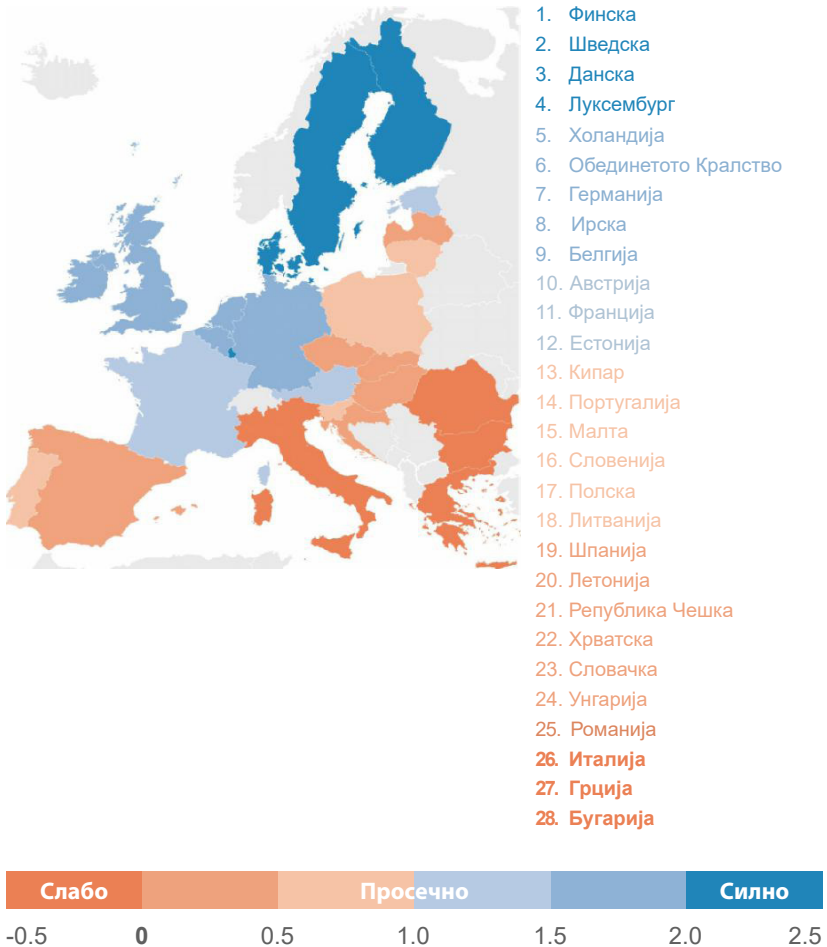 1. Финска
2. Шведска
3. Данска
4. Луксембург
5. Холандија
6. Обединетото Кралство
7. Германија
8. Ирска
9. Белгија
10. Австрија
11. Франција
12. Естонија
13. Кипар
14. Португалија
15. Малта
16. Словенија
17. Полска
18. Литванија
19. Шпанија
20. Летонија
21. Република Чешка
22. Хрватска
23. Словачка
24. Унгарија
25. Романија
26. Италија
27. Грција
28. Бугарија
Слабо Просечно Силно
-0.5 0 0.5 1.0 1.5 2.0 2.5